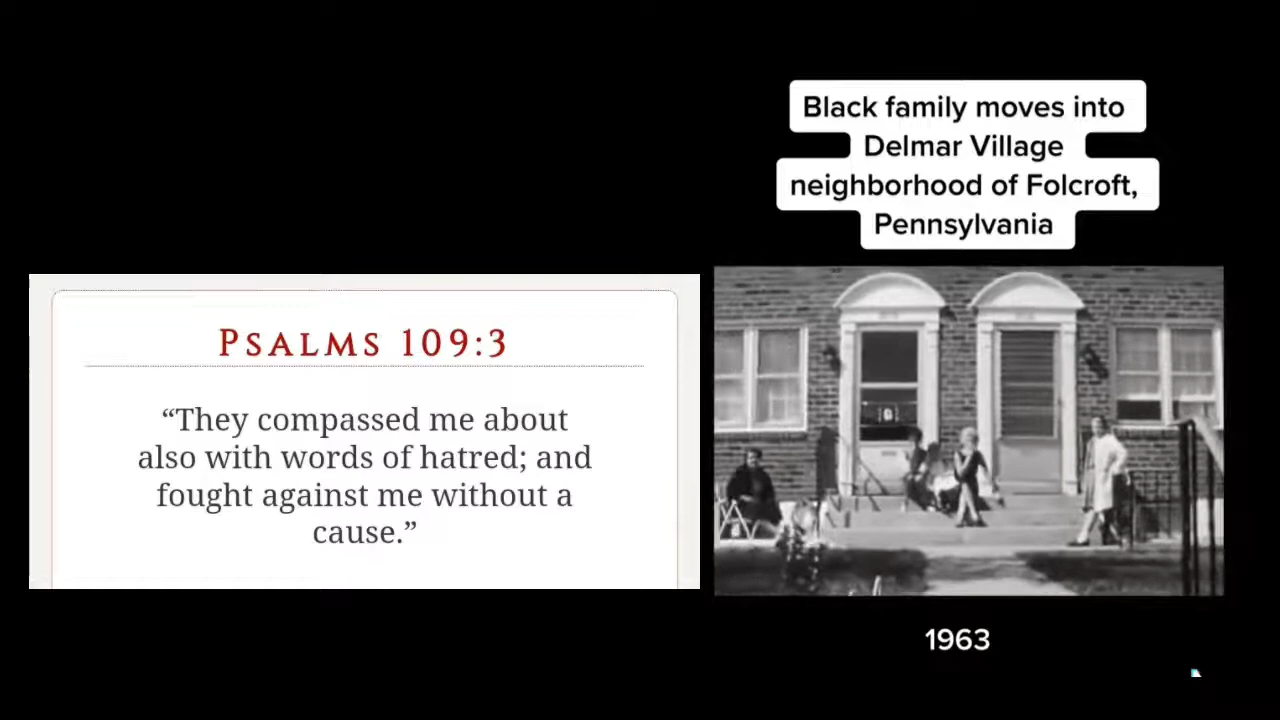 PSALMS 109:3
“They compassed me about
also with words of hatred; and
fought against me without a
cause.”
Black family moves into
Delmar Village
neighborhood of Folcroft,
Pennsylvania
1963